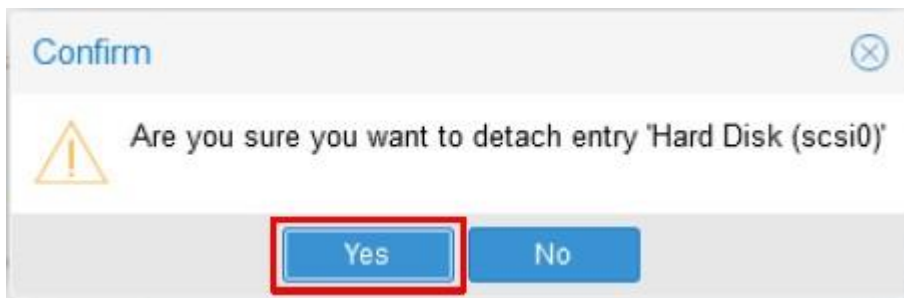 Confirm
Are you sure you want to detach entry 'Hard Disk (scsi0)'
Yes
No